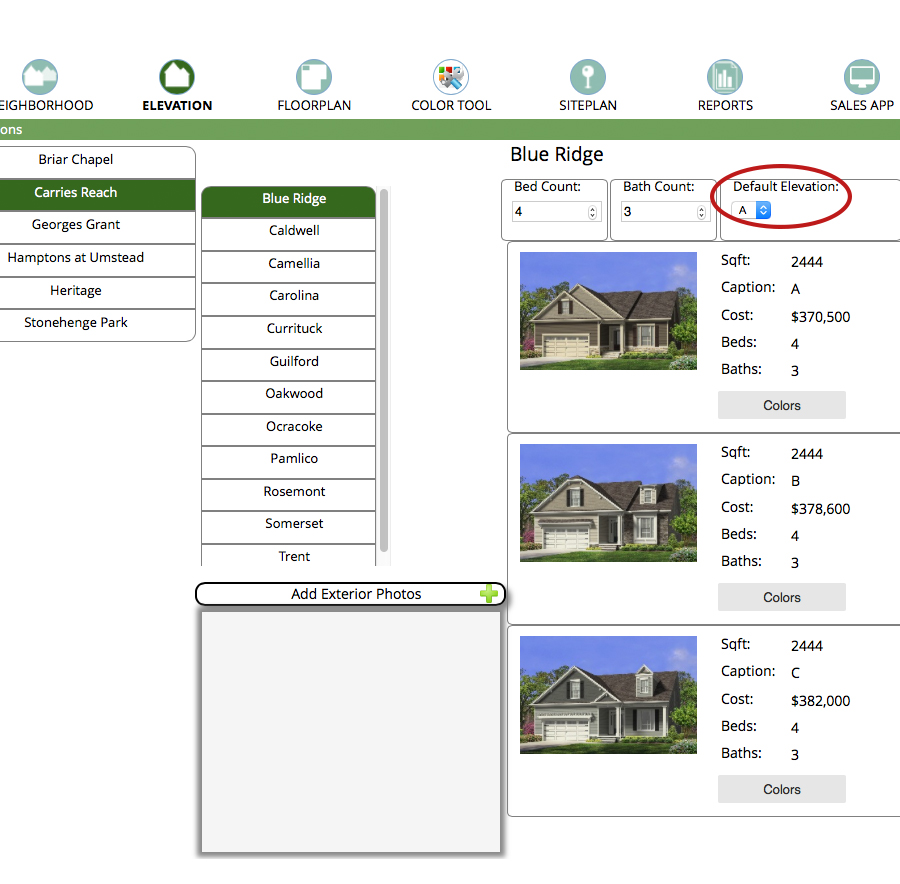 EIGHBORHOOD
ELEVATION
FLOORPLAN
COLOR TOOL
SITEPLAN
REPORTS
SALES APP
ons
Briar Chapel
Carries Reach
Georges Grant
Hamptons at Umstead
Heritage
Stonehenge Park
Blue Ridge
Caldwell
Camellia
Carolina
Currituck
Guilford
Oakwood
Ocracoke
Pamlico
Rosemont
Somerset
Trent
Add Exterior Photos
Blue Ridge
Bed Count:
4
Bath Count:
3
Default Elevation:
A
Sqft: 2444
Caption: A
Cost: $370,500
Beds: 4
Baths: 3
Colors
Sqft: 2444
Caption: B
Cost: $378,600
Beds: 4
Baths: 3
Colors
Sqft: 2444
Caption: C
Cost: $382,000
Beds: 4
Baths: 3
Colors